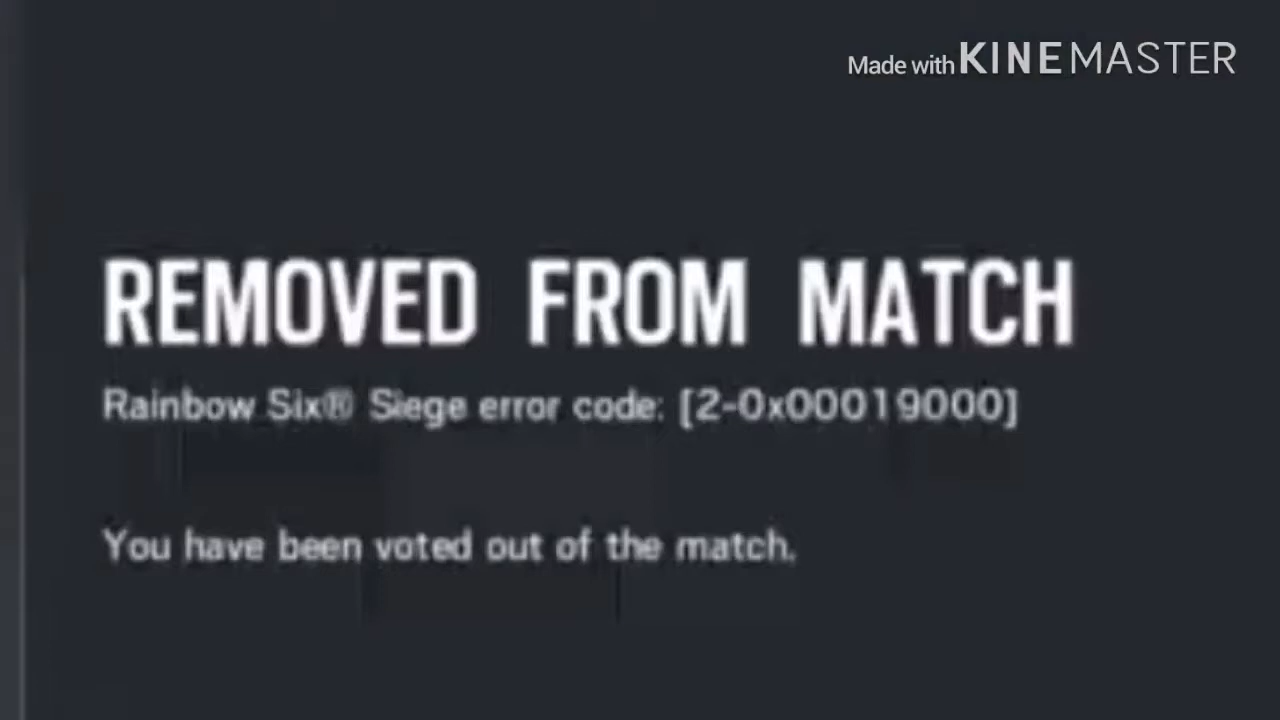 Made with KINEMASTER
REMOVED FROM MATCH
Rainbow Six® Siege error code: [2-0x00019000]
You have been voted out of the match.